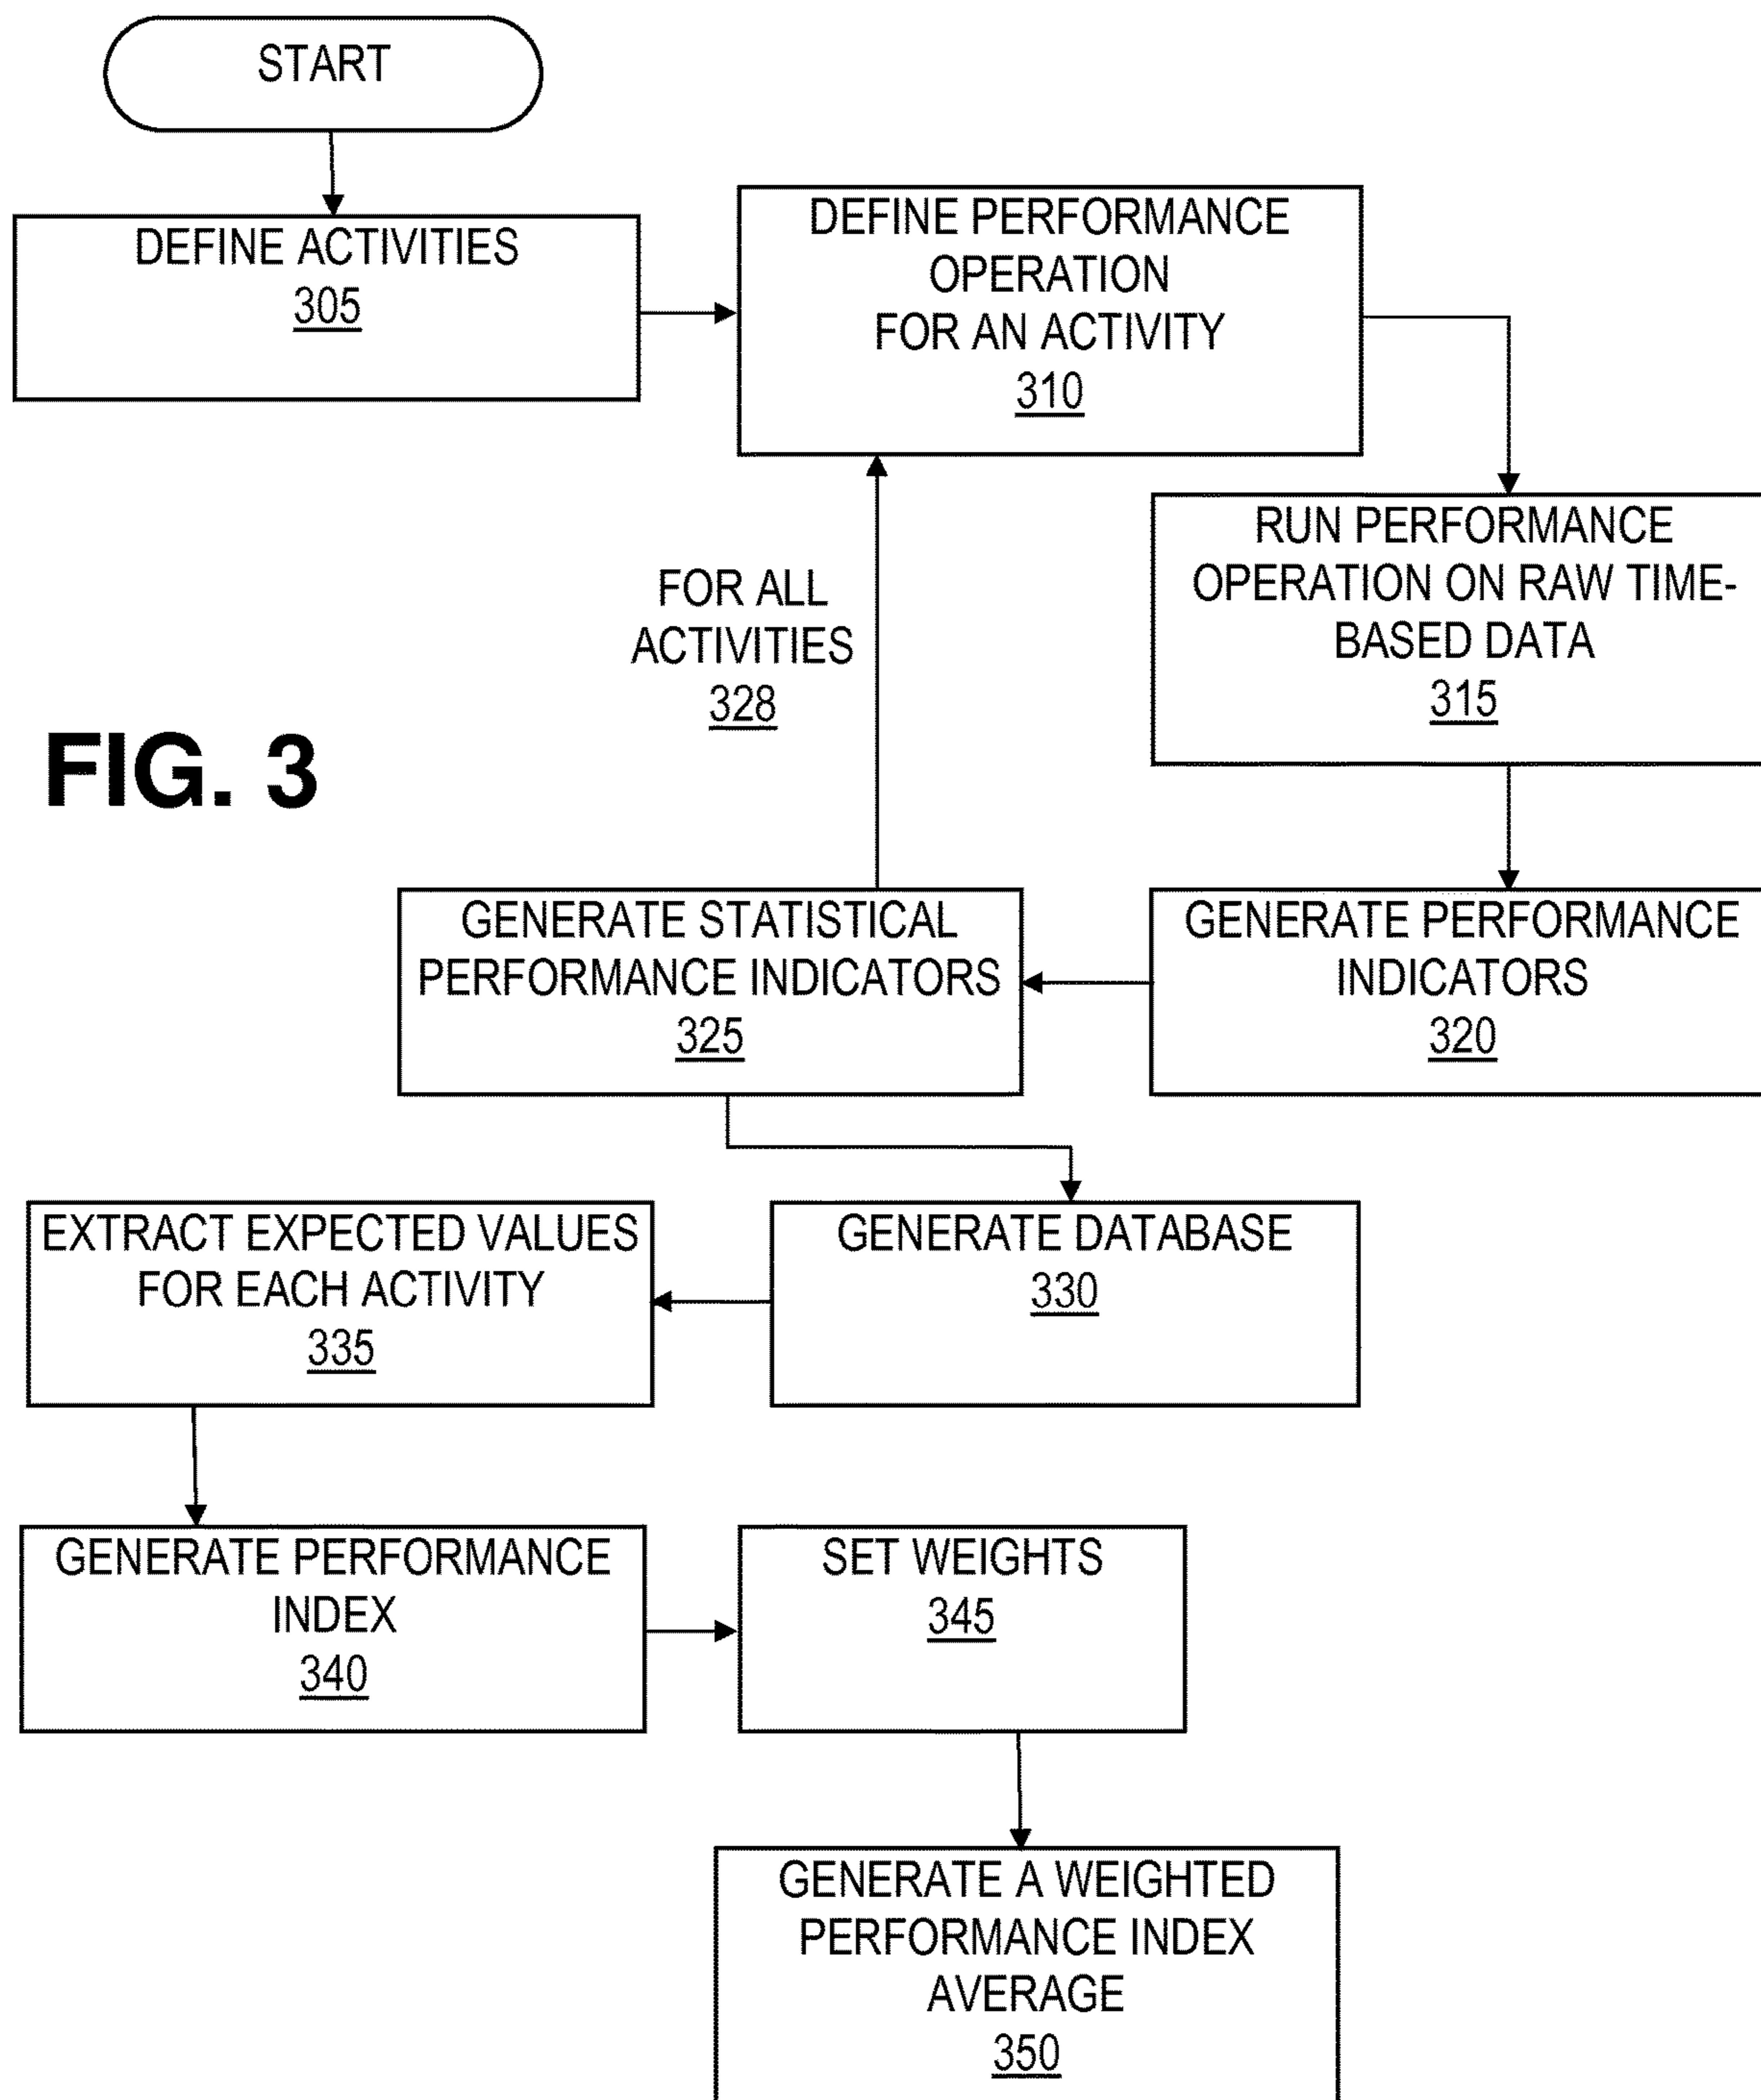 START
DEFINE ACTIVITIES
305
DEFINE PERFORMANCE
OPERATION
FOR AN ACTIVITY
310
RUN PERFORMANCE
OPERATION ON RAW TIME-
BASED DATA
315
GENERATE PERFORMANCE
INDICATORS
320
GENERATE STATISTICAL
PERFORMANCE INDICATORS
325
FOR ALL
ACTIVITIES
328
FIG. 3
GENERATE DATABASE
330
EXTRACT EXPECTED VALUES
FOR EACH ACTIVITY
335
GENERATE PERFORMANCE
INDEX
340
SET WEIGHTS
345
GENERATE A WEIGHTED
PERFORMANCE INDEX
AVERAGE
350